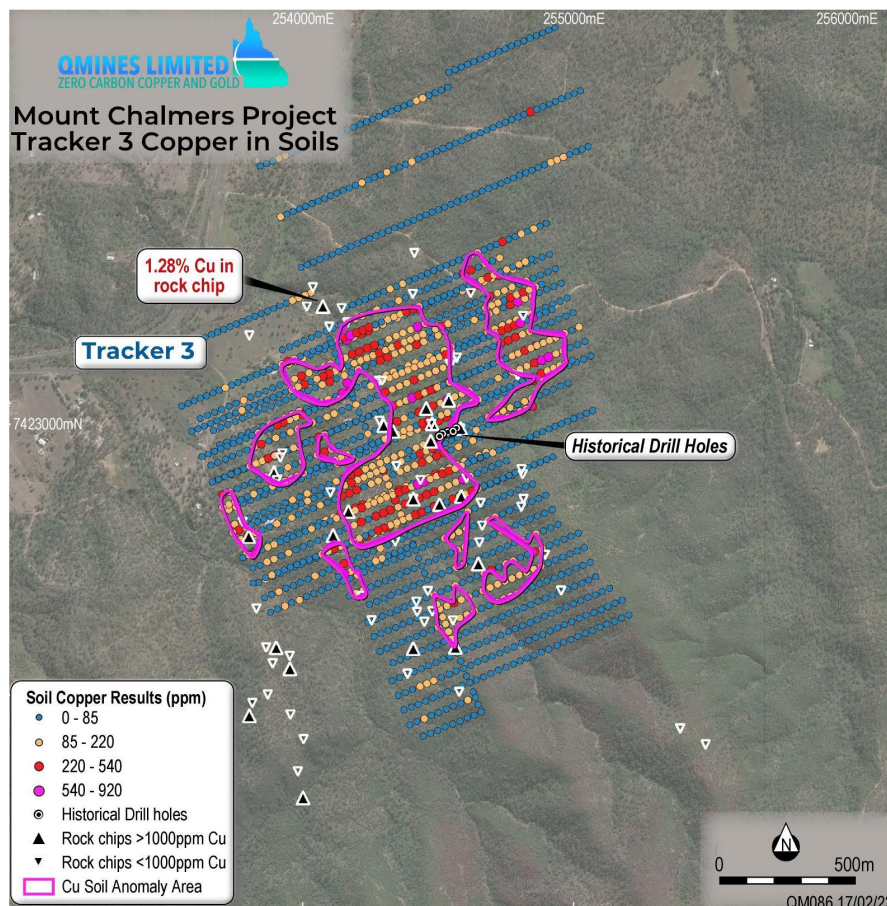 254000mE
255000mE
256000mE
QMINES LIMITED
ZERO CARBON COPPER AND GOLD
Mount Chalmers Project
Tracker 3 Copper in Soils
1.28% Cu in
rock chip
Tracker 3
7423000mN
Historical Drill Holes
Soil Copper Results (ppm)
0 - 85
85 - 220
220 - 540
540 - 920
Historical Drill holes
Rock chips >1000ppm Cu
Rock chips <1000ppm Cu
Cu Soil Anomaly Area
N
0 500m